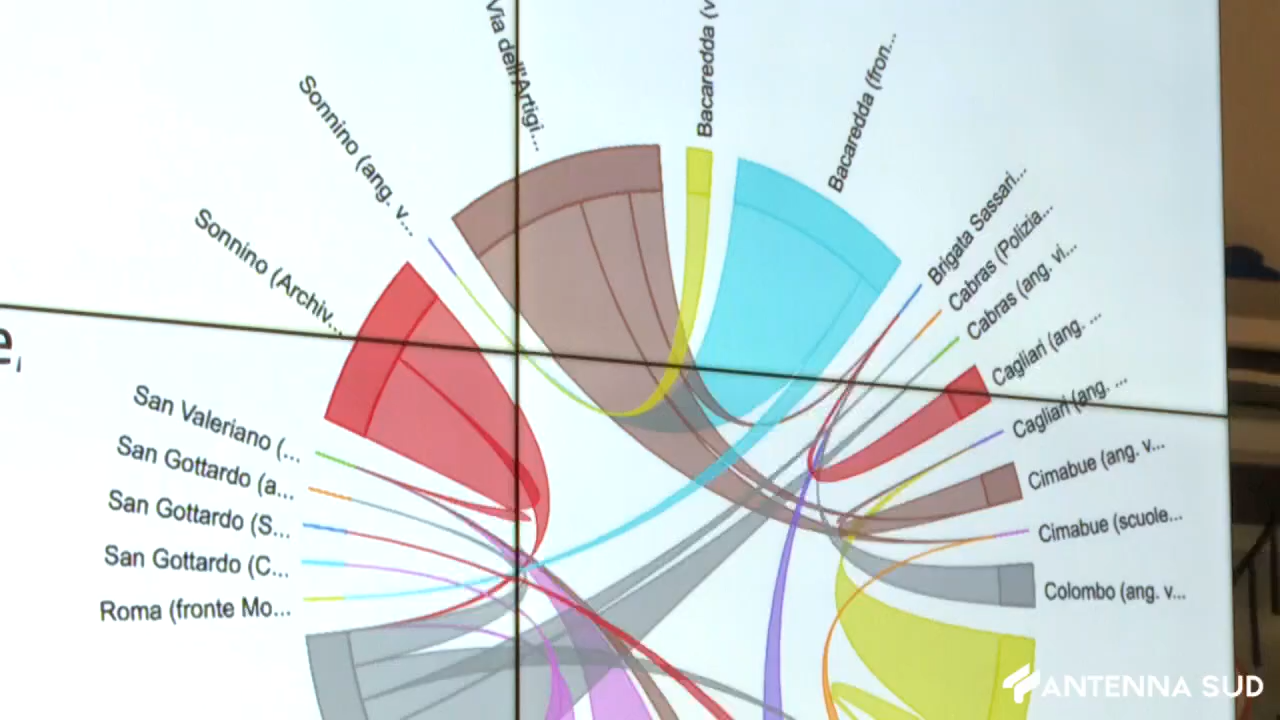 Via dell'Artigi...
Bacaredda (v
Bacaredda (fron...
Sonnino (ang. v...
Brigata Sassari...
Cabras (Polizia...
Cabras (ang. vi...
Sonnino (Archiv...
Cagliari (ang. ...
Cagliari (ang. ...
e,
San Valeriano (...
San Gottardo (a...
Cimabue (ang. v...
San Gottardo (S...
Cimabue (scuole...
San Gottardo (C...
Colombo (ang. v...
Roma (fronte Mo...
ANTENNA SUD